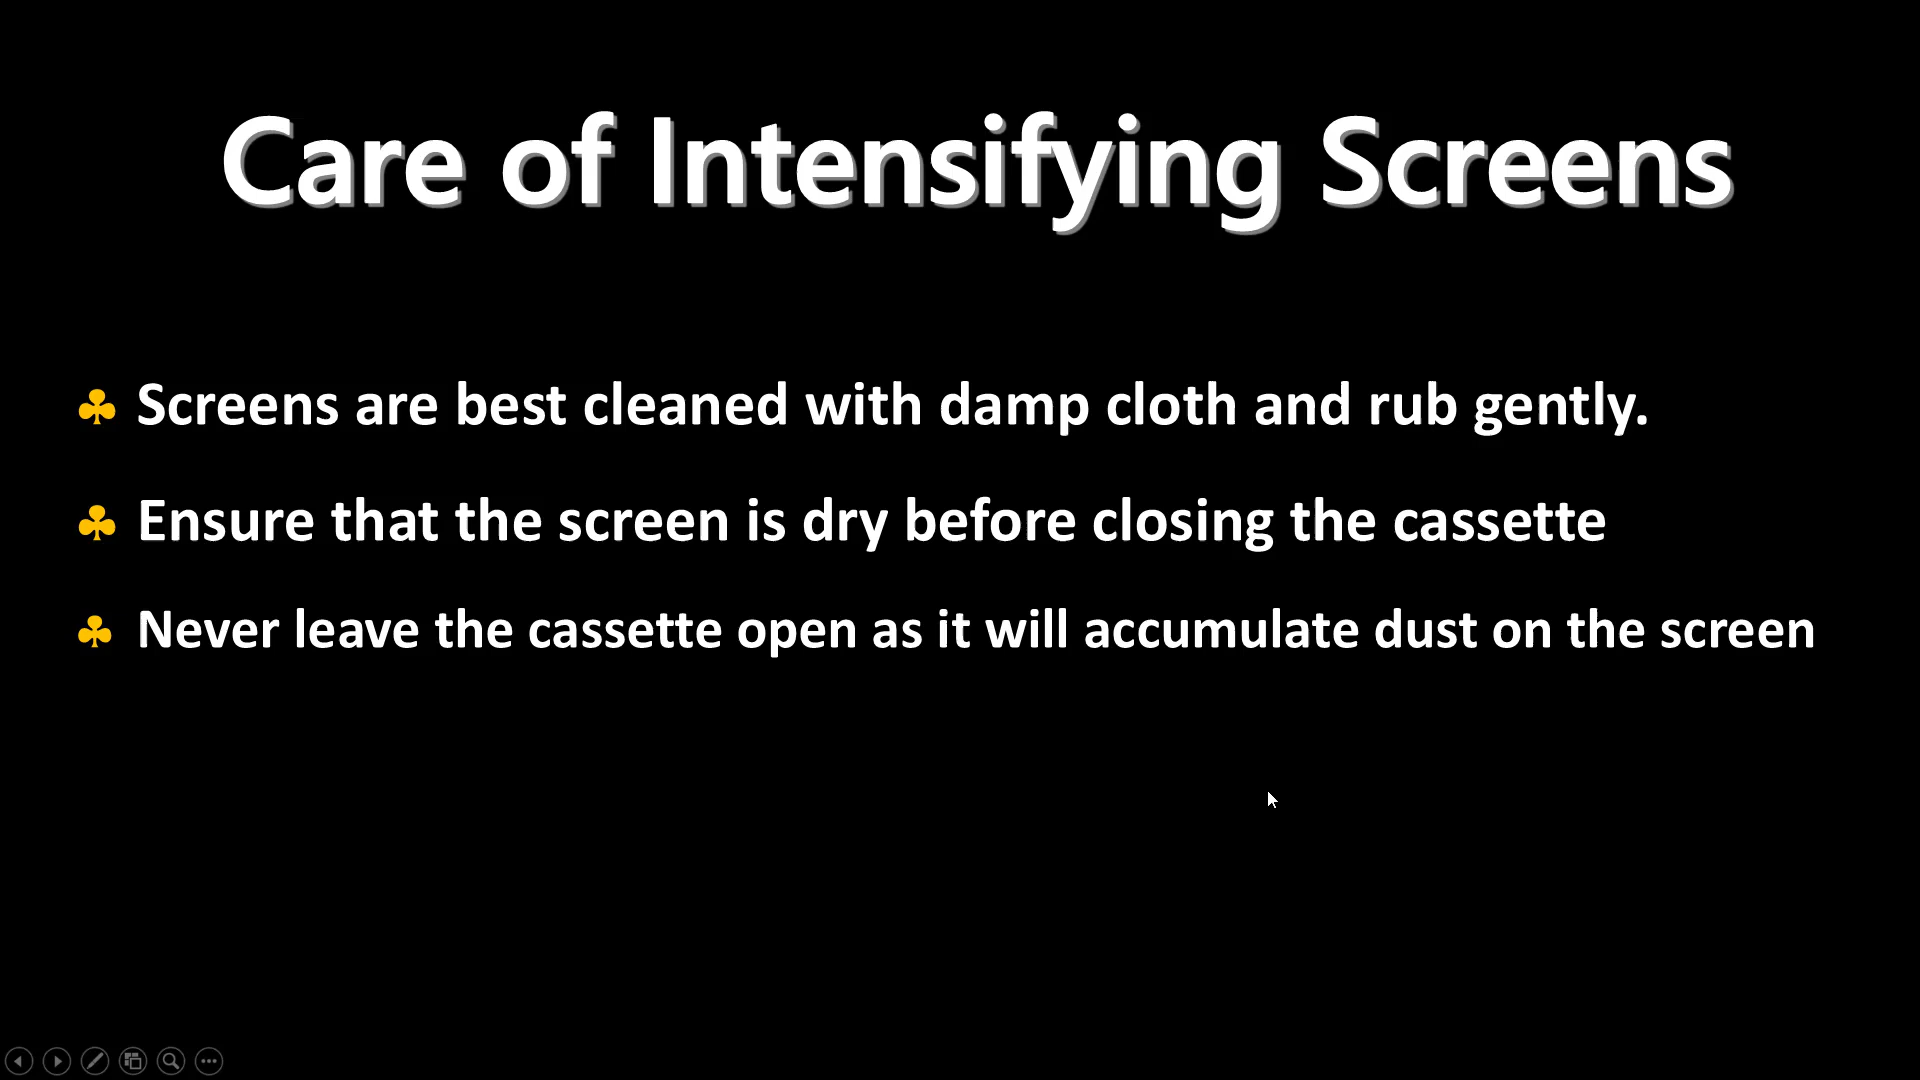 Care of Intensifying Screens
♣ Screens are best cleaned with damp cloth and rub gently.
♣ Ensure that the screen is dry before closing the cassette
♣ Never leave the cassette open as it will accumulate dust on the screen